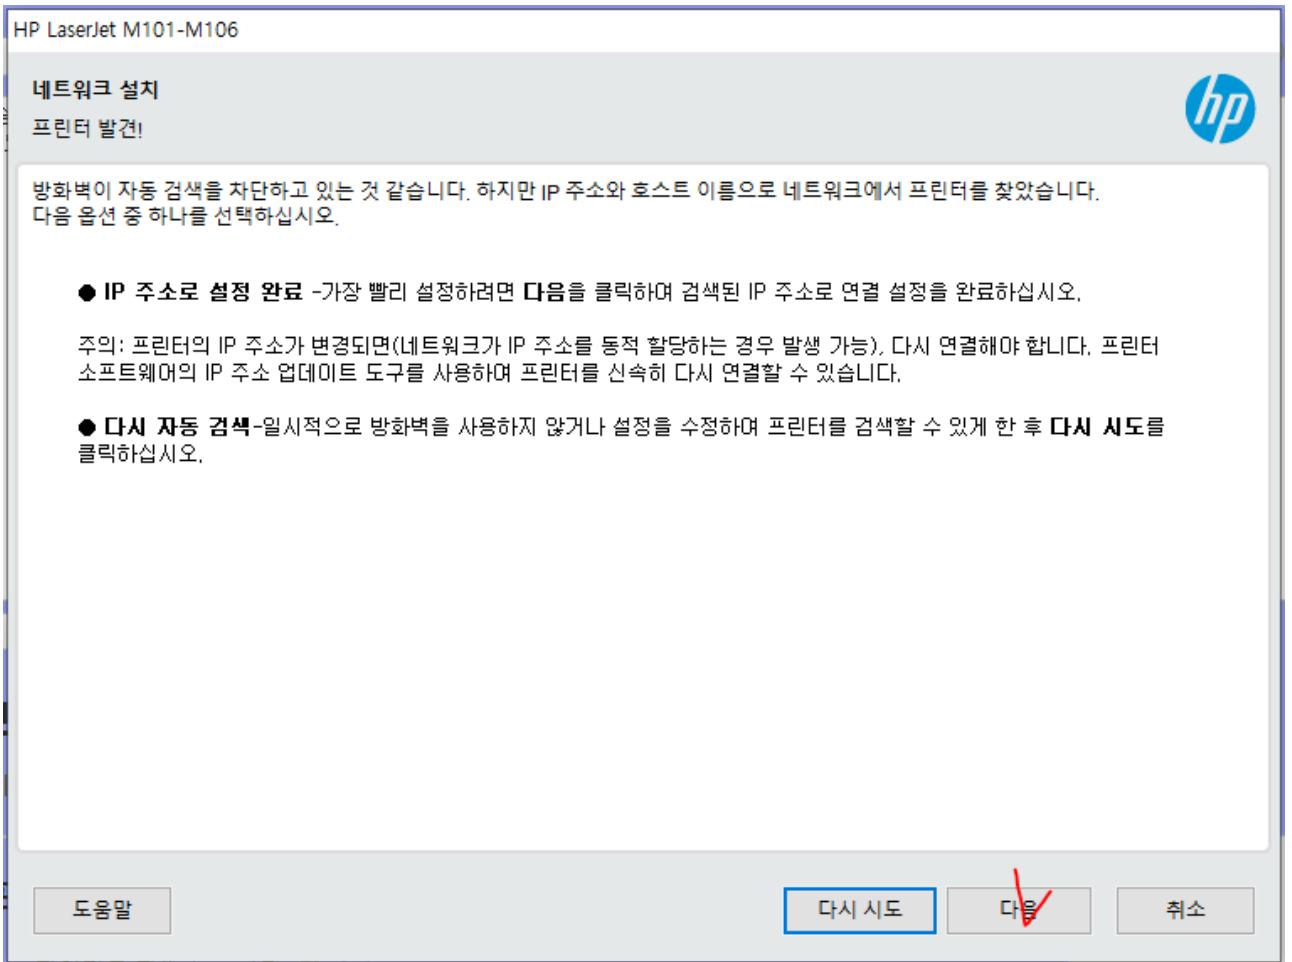 HP LaserJet M101-M106
네트워크 설치
프린터 발견!
hp
방화벽이 자동 검색을 차단하고 있는 것 같습니다. 하지만 IP 주소와 호스트 이름으로 네트워크에서 프린터를 찾았습니다.
다음 옵션 중 하나를 선택하십시오.
● IP 주소로 설정 완료 -가장 빨리 설정하려면 다음을 클릭하여 검색된 IP 주소로 연결 설정을 완료하십시오.
주의: 프린터의 IP 주소가 변경되면(네트워크가 IP 주소를 동적 할당하는 경우 발생 가능), 다시 연결해야 합니다. 프린터
소프트웨어의 IP 주소 업데이트 도구를 사용하여 프린터를 신속히 다시 연결할 수 있습니다.
● 다시 자동 검색-일시적으로 방화벽을 사용하지 않거나 설정을 수정하여 프린터를 검색할 수 있게 한 후 다시 시도를
클릭하십시오.
도움말 다시 시도 다음 취소